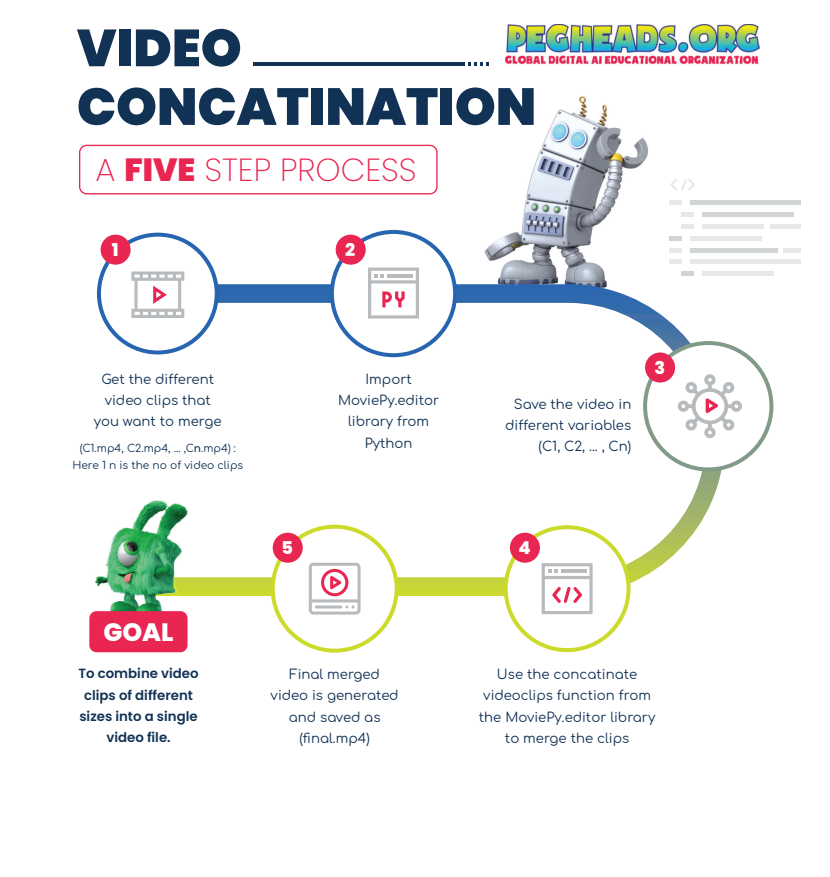 VIDEO
PEGHEADS.ORG
GLOBAL DIGITAL AI EDUCATIONAL ORGANIZATION
CONCATINATION
A FIVE STEP PROCESS
</>
1
2
PY
Get the different
video clips that
you want to merge
(C1.mp4, C2.mp4, ... ,Cn.mp4) :
Here 1 n is the no of video clips
Import
MoviePy.editor
library from
Python
3
Save the video in
different variables
(C1, C2, ... , Cn)
4
</>
Use the concatinate
videoclips function from
the MoviePy.editor library
to merge the clips
5
Final merged
video is generated
and saved as
(final.mp4)
GOAL
To combine video
clips of different
sizes into a single
video file.